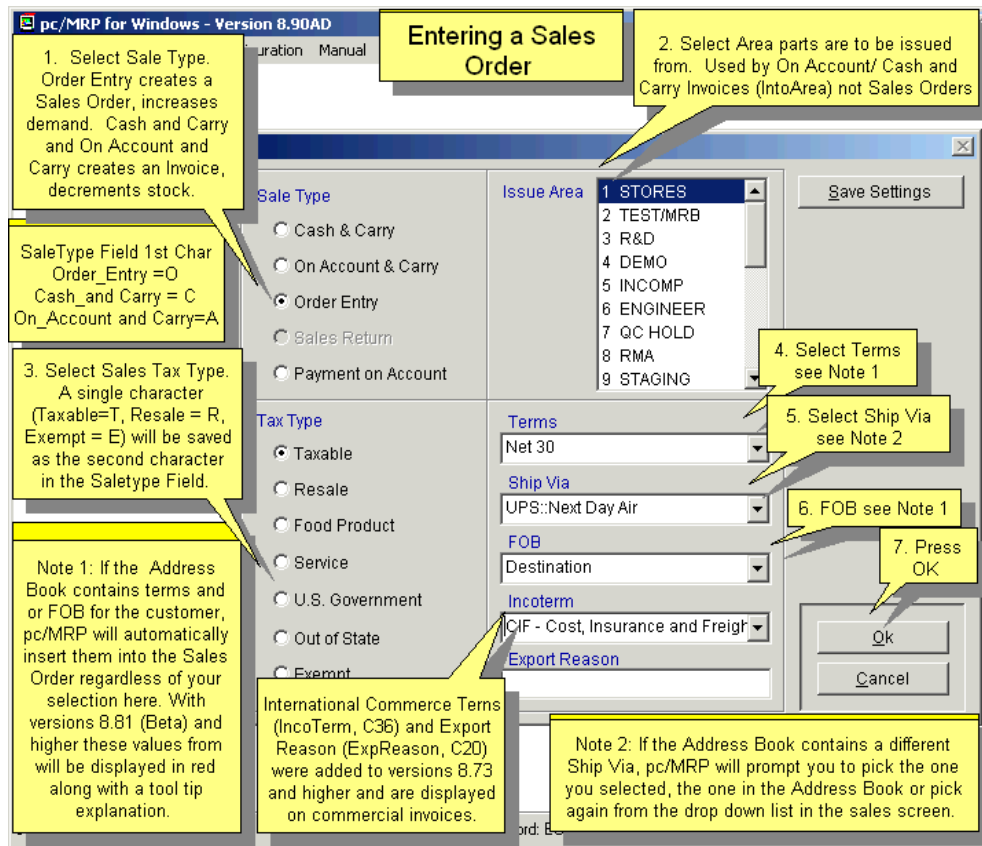 pc/MRP for Windows - Version 8.90AD
uration Manual
Entering a Sales
Order
1. Select Sale Type.
Order Entry creates a
Sales Order, increases
demand. Cash and Carry
and On Account and
Carry creates an Invoice,
decrements stock.
2. Select Area parts are to be issued
from. Used by On Account/ Cash and
Carry Invoices (IntoArea) not Sales Orders
SaleType Field 1st Char
Order_Entry =O
Cash_and Carry = C
On_Account and Carry=A
Sale Type
Cash & Carry
On Account & Carry
Order Entry
Sales Return
Payment on Account
Issue Area
1 STORES
2 TEST/MRB
3 R&D
4 DEMO
5 INCOMP
6 ENGINEER
7 QC HOLD
8 RMA
9 STAGING
Save Settings
3. Select Sales Tax Type.
A single character
(Taxable=T, Resale = R,
Exempt = E) will be saved
as the second character
in the Saletype Field.
4. Select Terms
see Note 1
5. Select Ship Via
see Note 2
6. FOB see Note 1
7. Press
OK
Tax Type
Taxable
Resale
Food Product
Service
U.S. Government
Out of State
Exempt
Terms
Net 30
Ship Via
UPS::Next Day Air
FOB
Destination
Incoterm
CIF - Cost, Insurance and Freigh
Export Reason
Ok
Cancel
Note 1: If the Address
Book contains terms and
or FOB for the customer,
pc/MRP will automatically
insert them into the Sales
Order regardless of your
selection here. With
versions 8.81 (Beta) and
higher these values from
will be displayed in red
along with a tool tip
explanation.
International Commerce Terns
(IncoTerm, C36) and Export
Reason (ExpReason, C20)
were added to versions 8.73
and higher and are displayed
on commercial invoices.
Note 2: If the Address Book contains a different
Ship Via, pc/MRP will prompt you to pick the one
you selected, the one in the Address Book or pick
again from the drop down list in the sales screen.